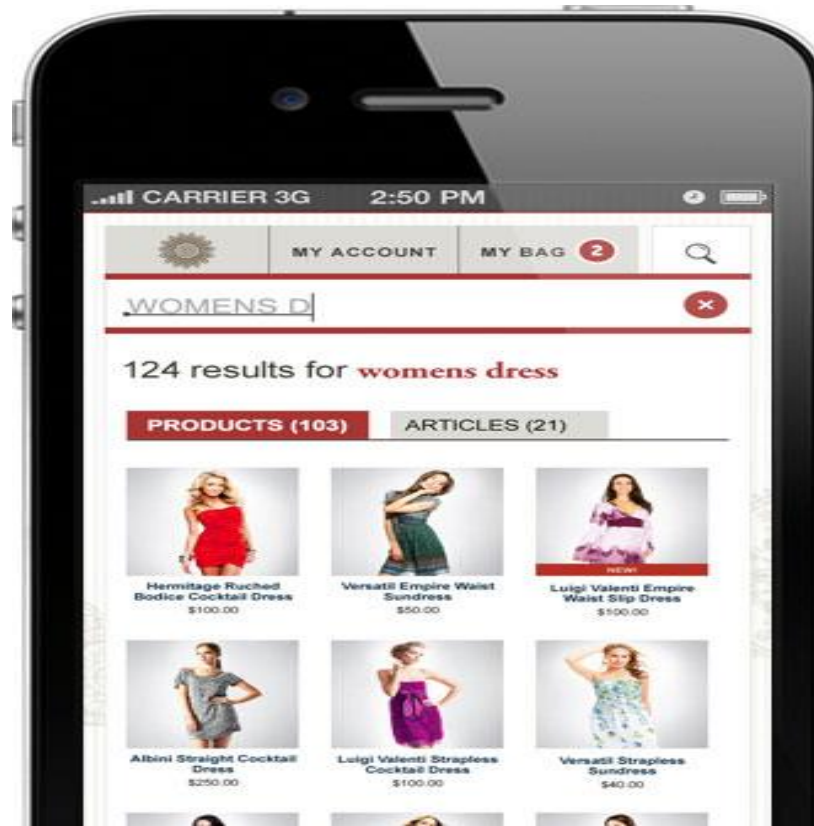 CARRIER 3G 2:50 PM
MY ACCOUNT MY BAG 2
WOMENS D
124 results for womens dress
PRODUCTS (103) ARTICLES (21)
NEW!
Hermitage Ruched
Bodice Cocktail Dress
$100.00
Versatil Empire Waist
Sundress
$50.00
Luigi Valenti Empire
Waist Slip Dress
$100.00
Albini Straight Cocktail
Dress
$250.00
Luigi Valenti Strapless
Cocktail Dress
$100.00
Versatil Strapless
Sundress
$40.00